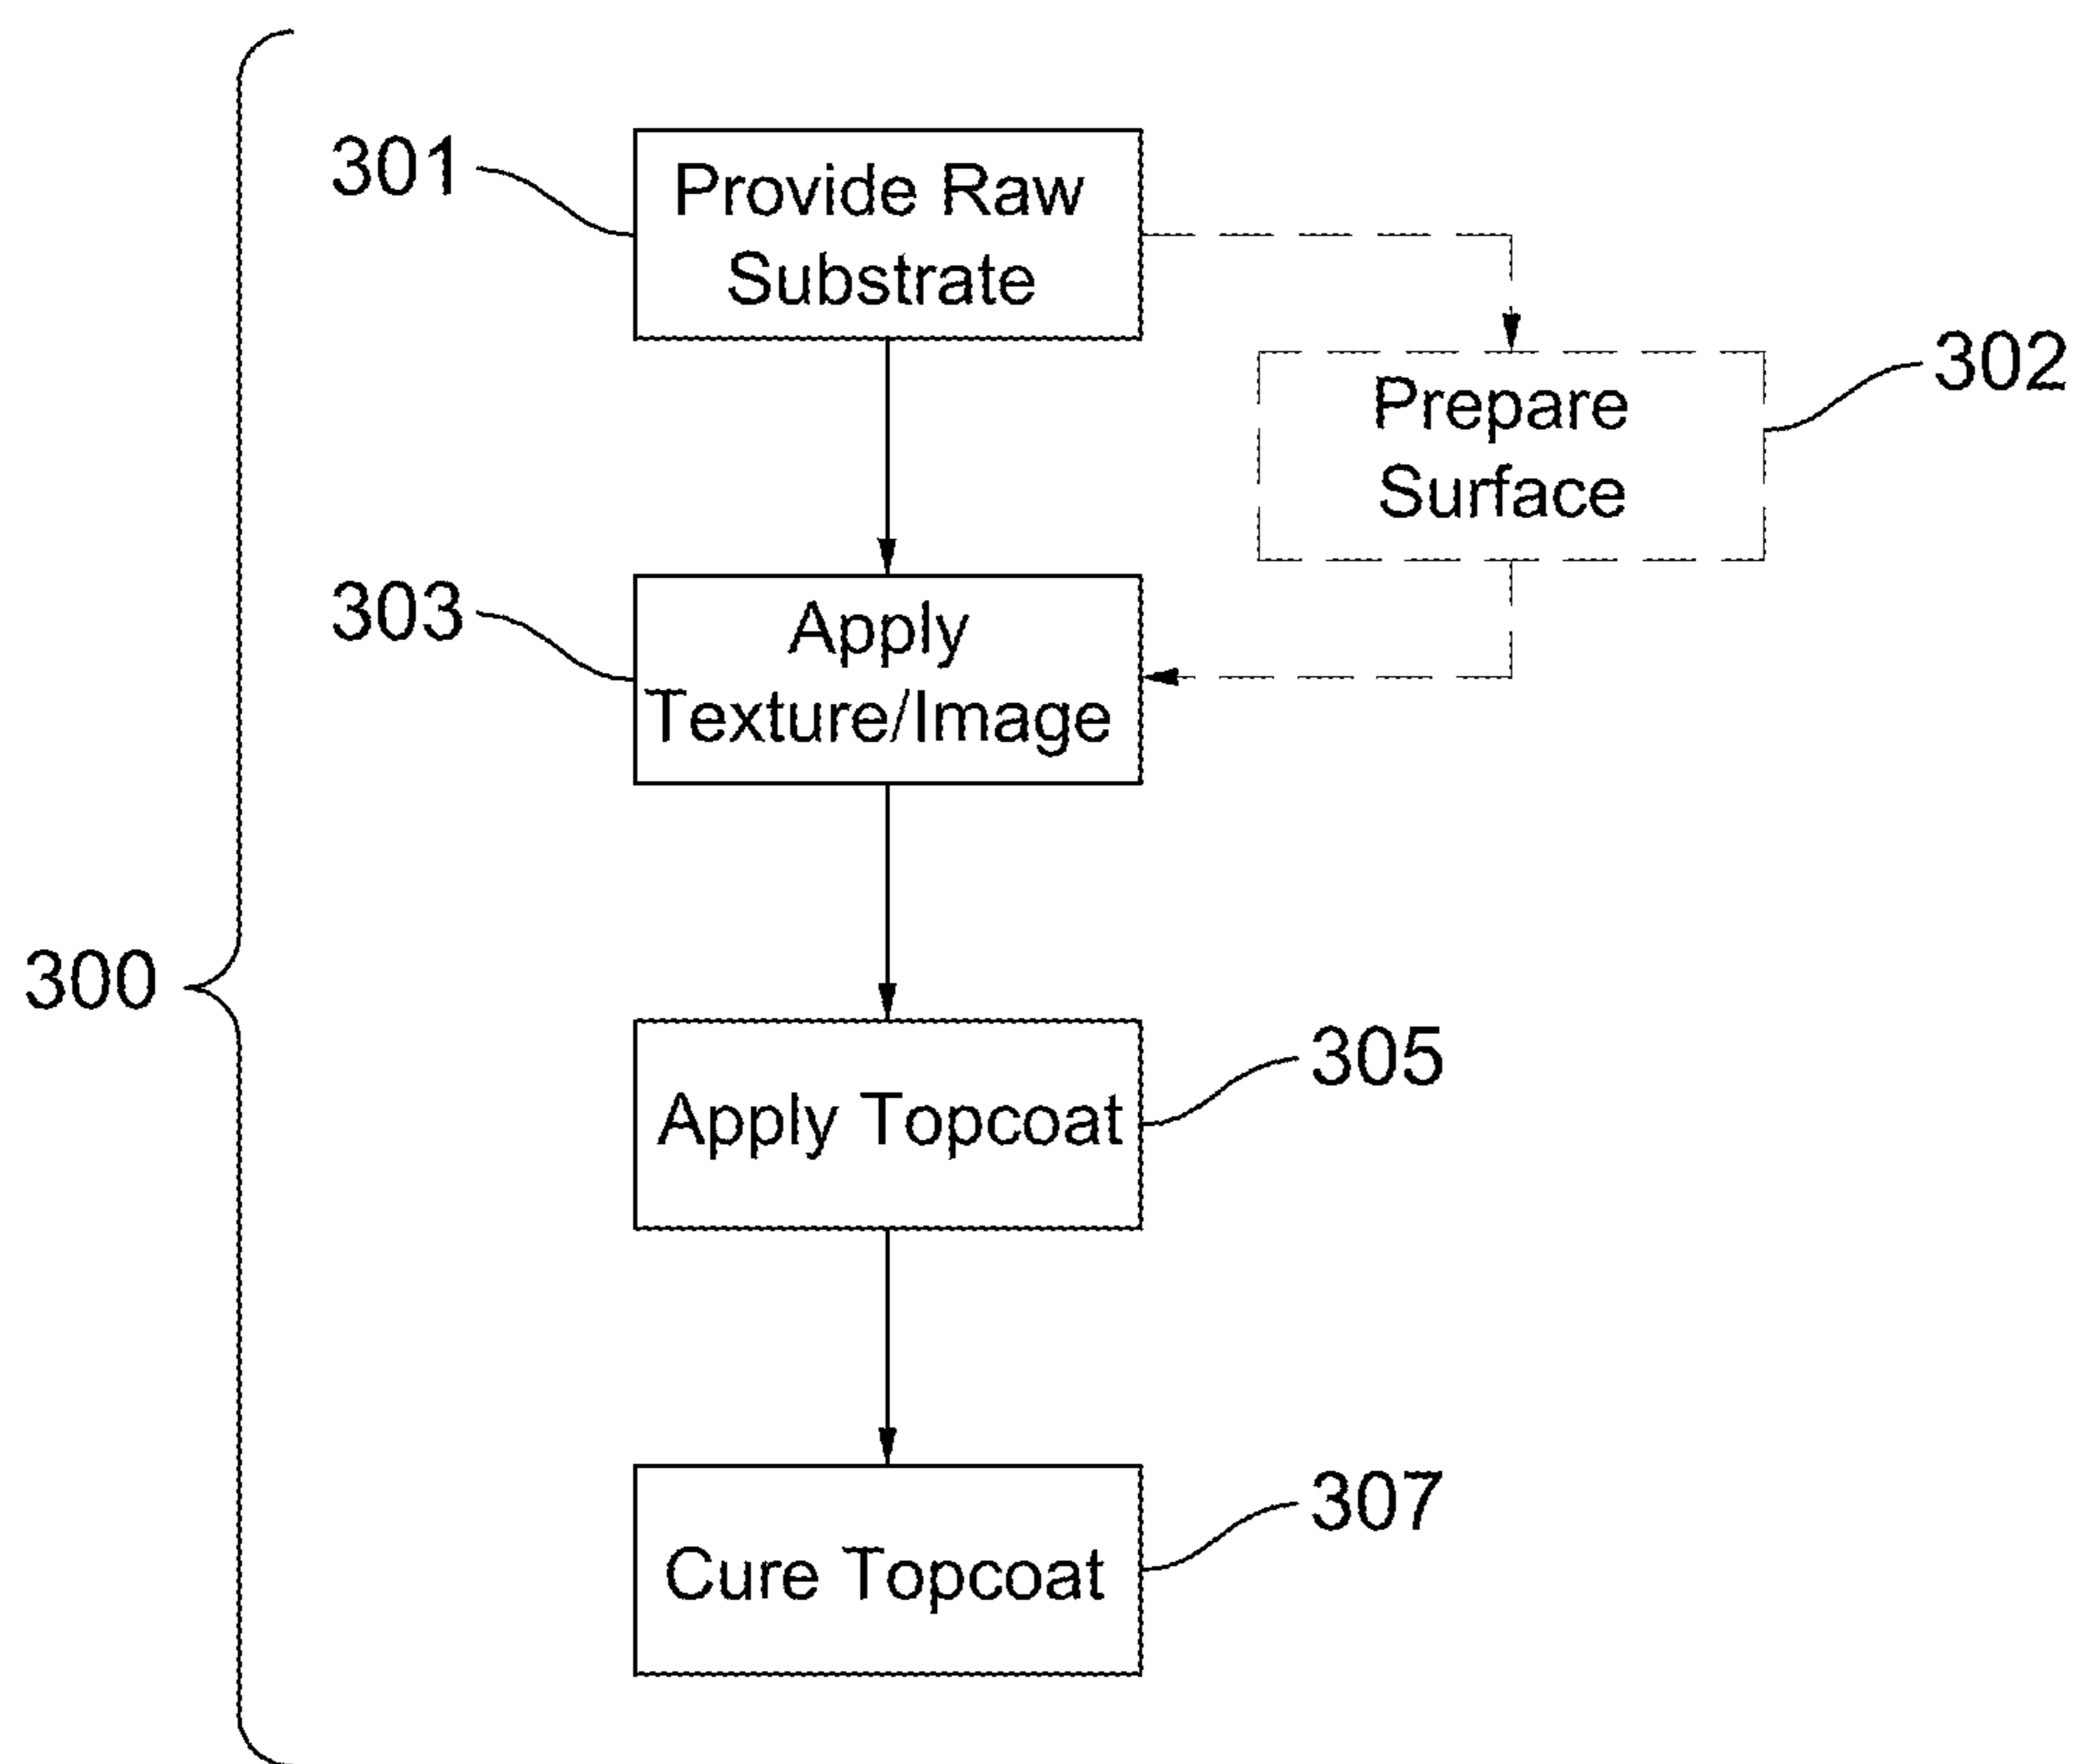 301
Provide Raw
Substrate
302
Prepare
Surface
303
Apply
Texture/Image
300
305
Apply Topcoat
307
Cure Topcoat